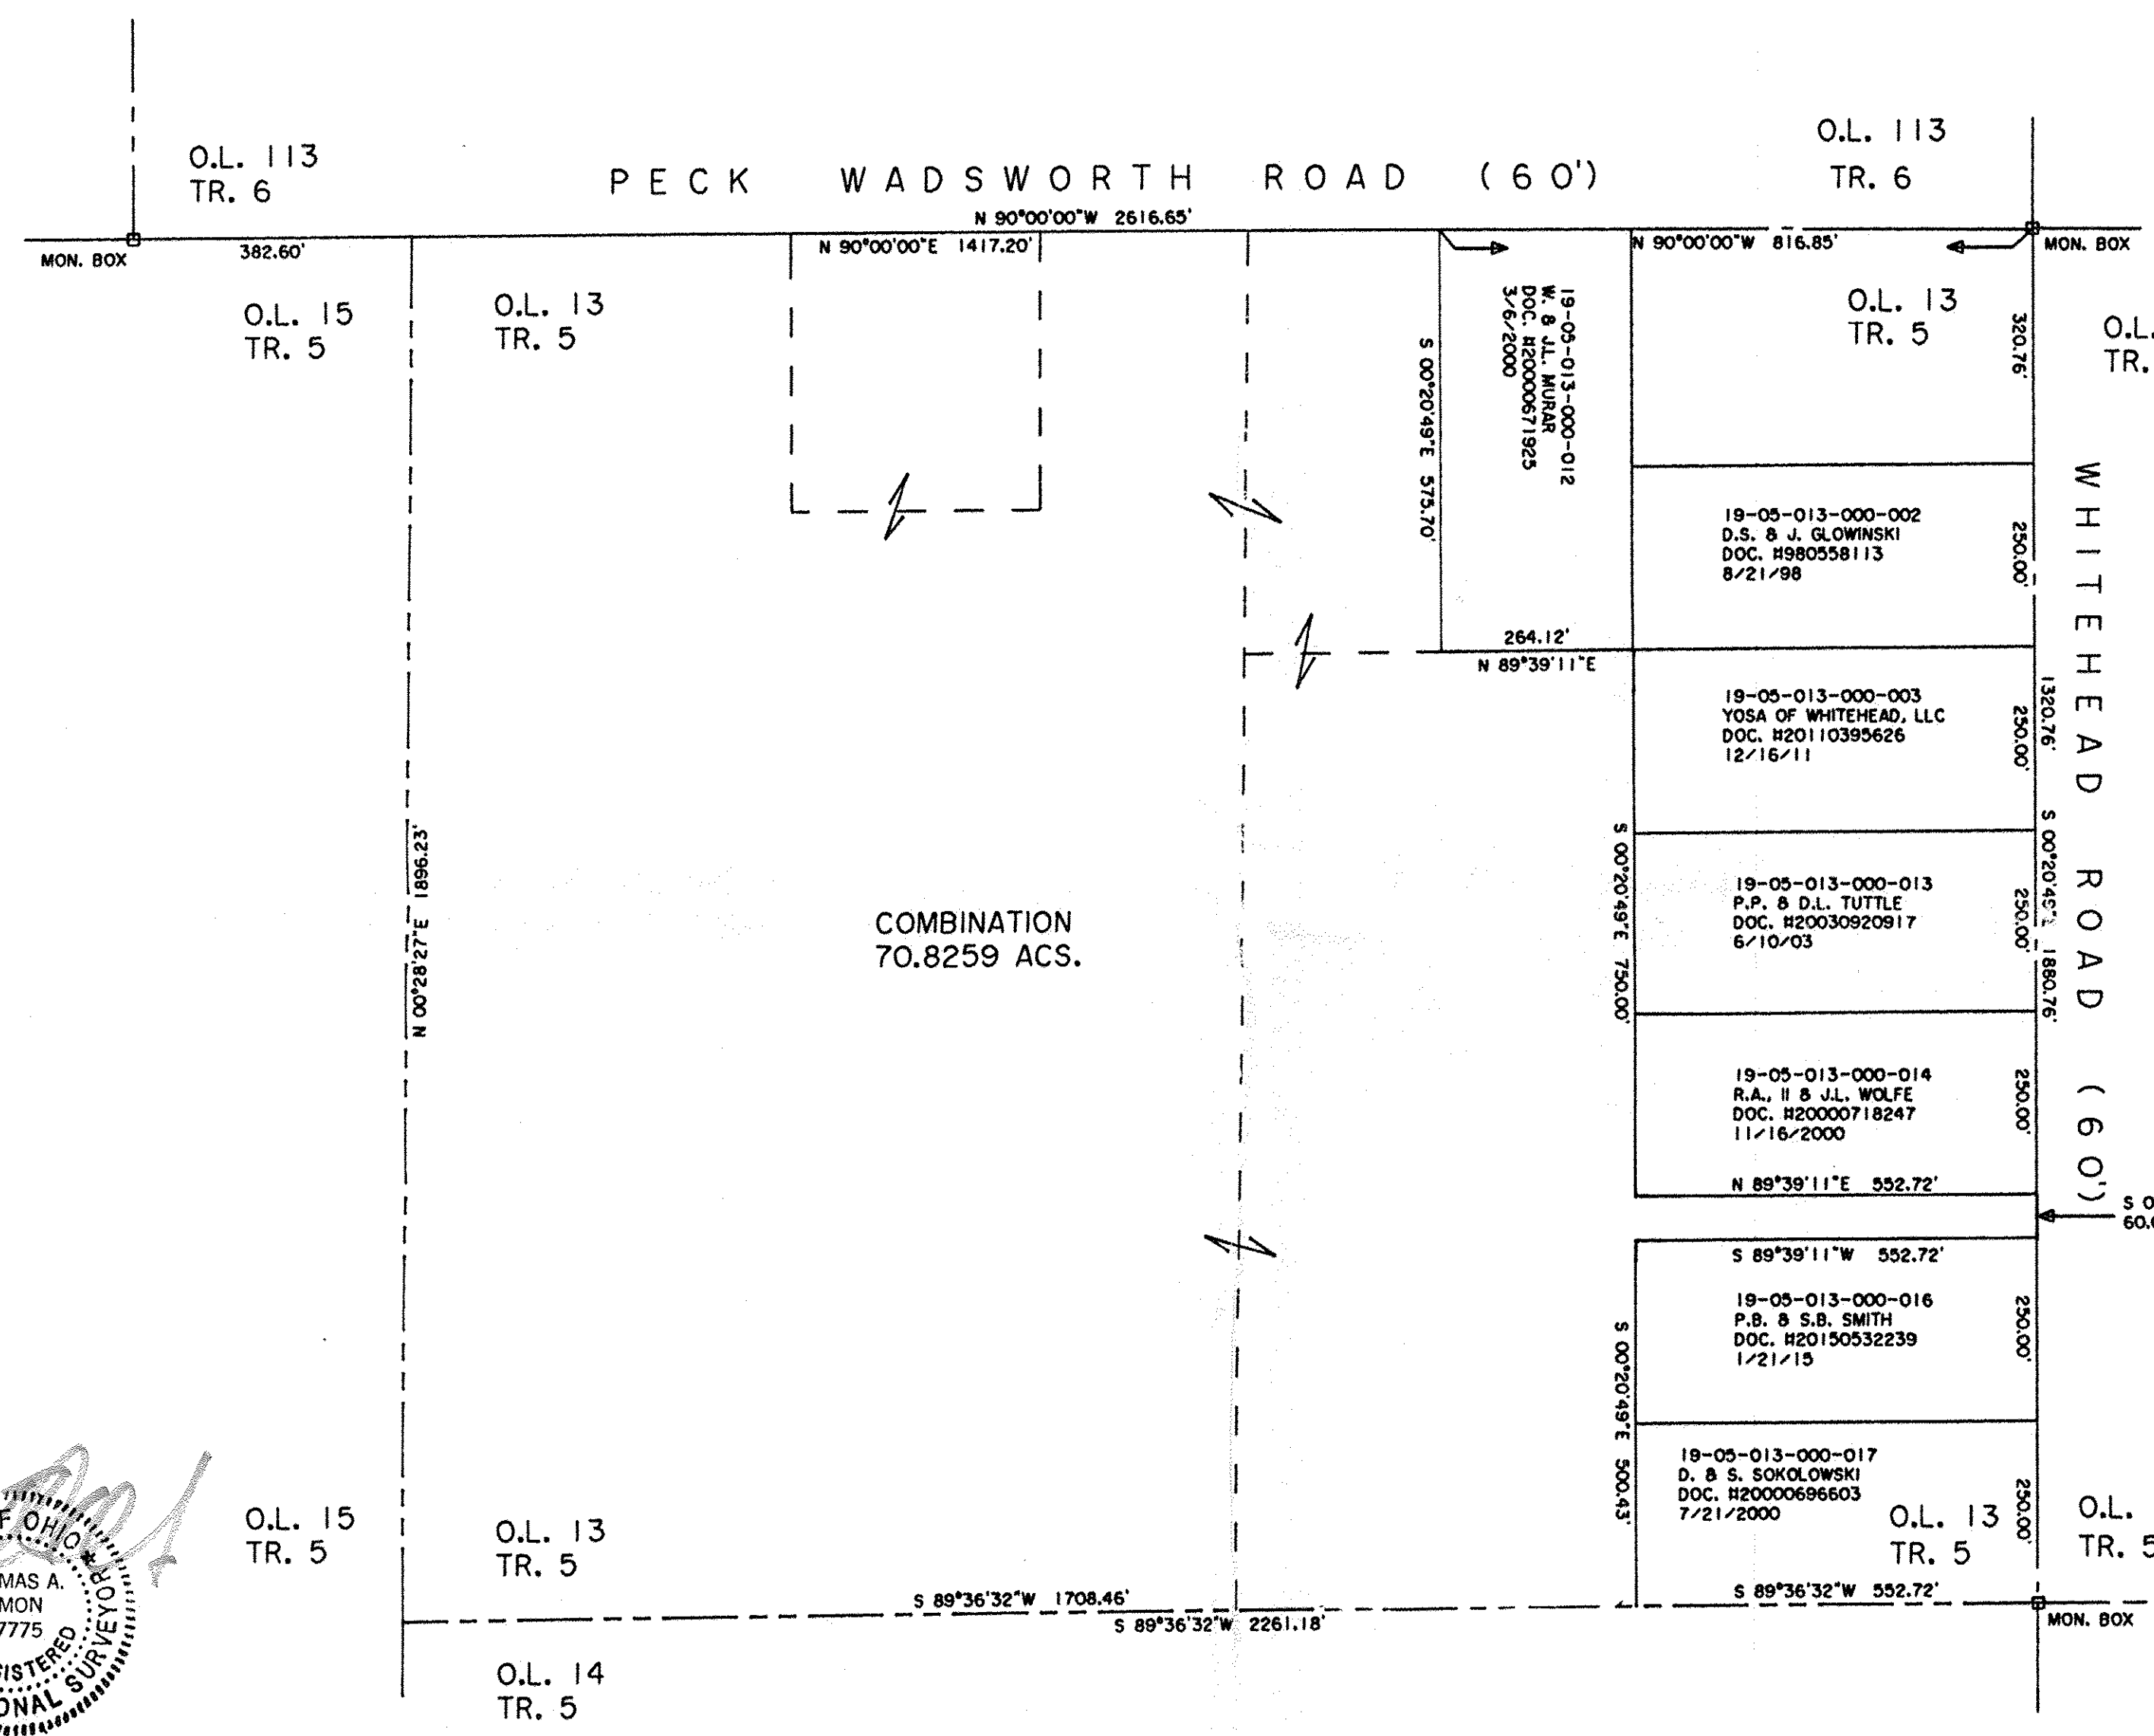 O.L. 113
TR. 6
PECK WADSWORTH ROAD (60')
O.L. 113
TR. 6
N 90°00'00"W 2616.65'
MON. BOX
382.60'
N 90°00'00"E 1417.20'
N 90°00'00"W 816.85'
MON. BOX
O.L. 15
TR. 5
O.L. 13
TR. 5
19-05-013-000-012
W. & J.L. MURAR
DOC. #20000671925
3/6/2000
S 00°20'49"E 575.70'
O.L. 13
TR. 5
320.76'
O.L.
TR.
WHITEHEAD ROAD (60')
19-05-013-000-002
D.S. & J. GLOWINSKI
DOC. #980558113
8/21/98
250.00'
264.12'
N 89°39'11"E
19-05-013-000-003
YOSA OF WHITEHEAD, LLC
DOC. #20110395626
12/16/11
250.00'
1320.76'
N 00°28'27"E 1896.23'
COMBINATION
70.8259 ACS.
S 00°20'49"E 750.00'
19-05-013-000-013
P.P. & D.L. TUTTLE
DOC. #20030920917
6/10/03
250.00'
1880.76'
19-05-013-000-014
R.A., II & J.L. WOLFE
DOC. #20000718247
11/16/2000
250.00'
N 89°39'11"E 552.72'
S 89°39'11"W 552.72'
19-05-013-000-016
P.B. & S.B. SMITH
DOC. #20150532239
1/21/15
250.00'
S 00°20'49"E 500.43'
19-05-013-000-017
D. & S. SOKOLOWSKI
DOC. #20000696603
7/21/2000
250.00'
O.L. 13
TR. 5
O.L.
TR. 5
O.L. 15
TR. 5
O.L. 13
TR. 5
S 89°36'32"W 1708.46'
S 89°36'32"W 2261.18'
S 89°36'32"W 552.72'
MON. BOX
O.L. 14
TR. 5
OHIO
MAS A.
MON
7775
ISTERED
ONAL SURVEYOR